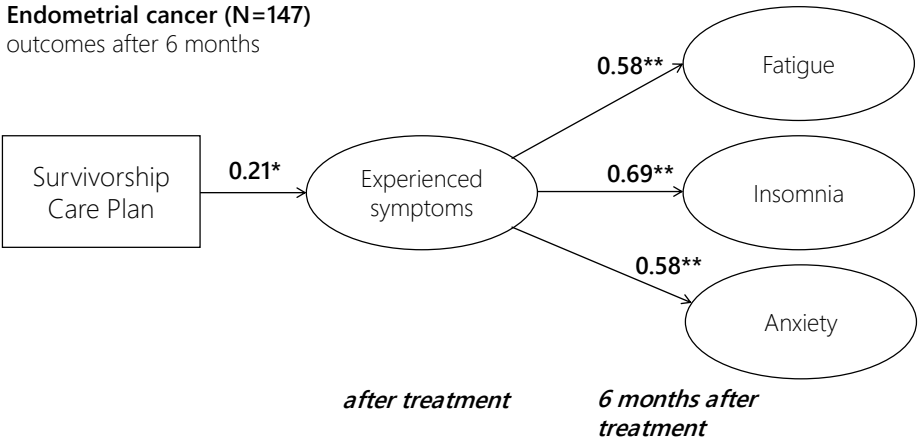 Endometrial cancer (N=147)
outcomes after 6 months
0.58**
Fatigue
Survivorship
Care Plan
0.21*
Experienced
symptoms
0.69**
Insomnia
0.58**
Anxiety
after treatment
6 months after
treatment